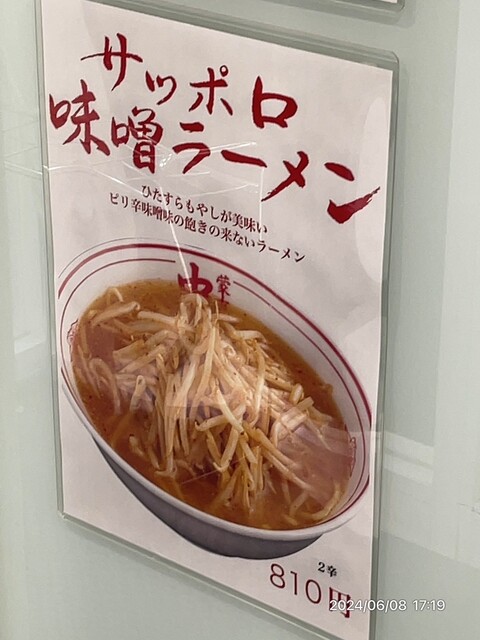 サッポロ
味噌ラーメン
ひたすらもやしが美味い
ピリ辛味噌味の飽きの来ないラーメン
蒙
中
2辛
810円
2024/06/08 17:19